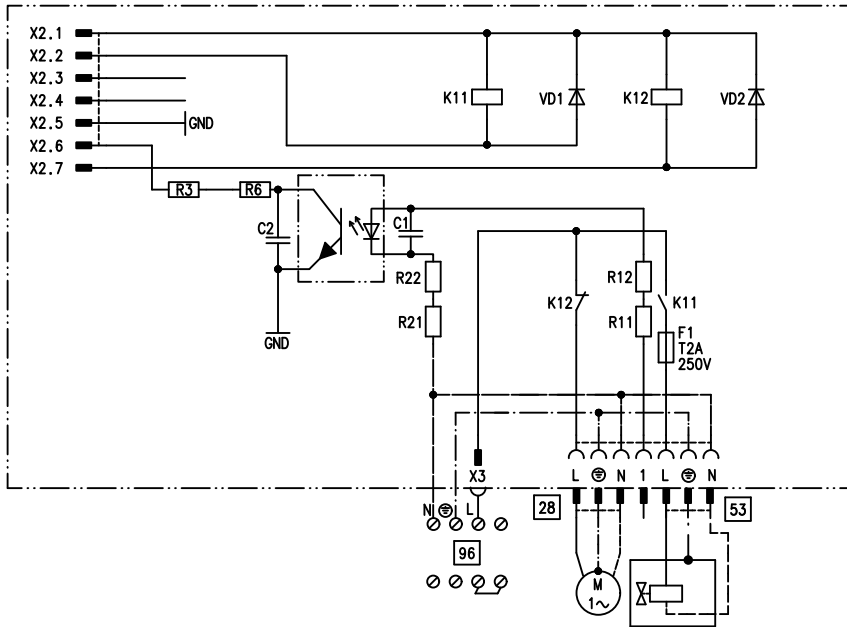 X2.1
X2.2
X2.3
X2.4
X2.5
X2.6
X2.7
GND
K11
VD1
K12
VD2
R3
R6
C2
C1
GND
R22
R21
K12
R12
R11
K11
F1
T2A
250V
X3
L
N
1
L
N
N
L
28
53
96
M
1~